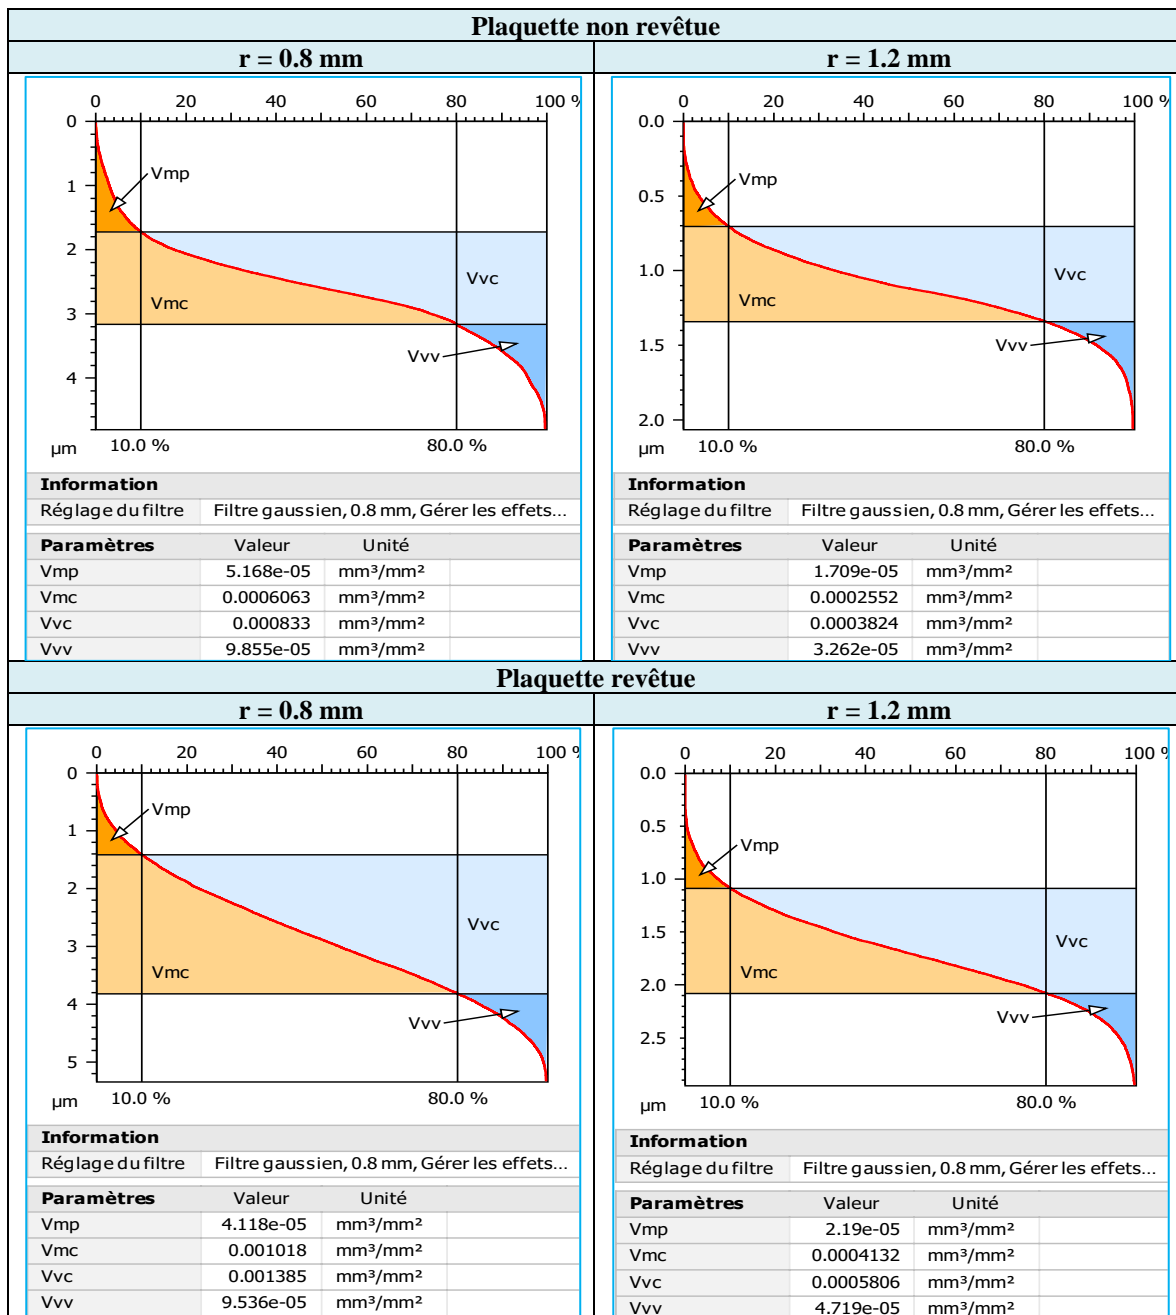 Plaquette non revêtue
r = 0.8 mm
r = 1.2 mm
0 20 40 60 80 100 %
0
1
2
3
4
µm
Vmp
Vvc
Vmc
Vvv
10.0 % 80.0 %
Information
Réglage du filtre Filtre gaussien, 0.8 mm, Gérer les effets...
Paramètres Valeur Unité
Vmp 5.168e-05 mm³/mm²
Vmc 0.0006063 mm³/mm²
Vvc 0.000833 mm³/mm²
Vvv 9.855e-05 mm³/mm²
0 20 40 60 80 100 %
0.0
0.5
1.0
1.5
2.0
µm
Vmp
Vvc
Vmc
Vvv
10.0 % 80.0 %
Information
Réglage du filtre Filtre gaussien, 0.8 mm, Gérer les effets...
Paramètres Valeur Unité
Vmp 1.709e-05 mm³/mm²
Vmc 0.0002552 mm³/mm²
Vvc 0.0003824 mm³/mm²
Vvv 3.262e-05 mm³/mm²
Plaquette revêtue
r = 0.8 mm
r = 1.2 mm
0 20 40 60 80 100 %
0
1
2
3
4
5
µm
Vmp
Vvc
Vmc
Vvv
10.0 % 80.0 %
Information
Réglage du filtre Filtre gaussien, 0.8 mm, Gérer les effets...
Paramètres Valeur Unité
Vmp 4.118e-05 mm³/mm²
Vmc 0.001018 mm³/mm²
Vvc 0.001385 mm³/mm²
Vvv 9.536e-05 mm³/mm²
0 20 40 60 80 100 %
0.0
0.5
1.0
1.5
2.0
2.5
µm
Vmp
Vvc
Vmc
Vvv
10.0 % 80.0 %
Information
Réglage du filtre Filtre gaussien, 0.8 mm, Gérer les effets...
Paramètres Valeur Unité
Vmp 2.19e-05 mm³/mm²
Vmc 0.0004132 mm³/mm²
Vvc 0.0005806 mm³/mm²
Vvv 4.719e-05 mm³/mm²